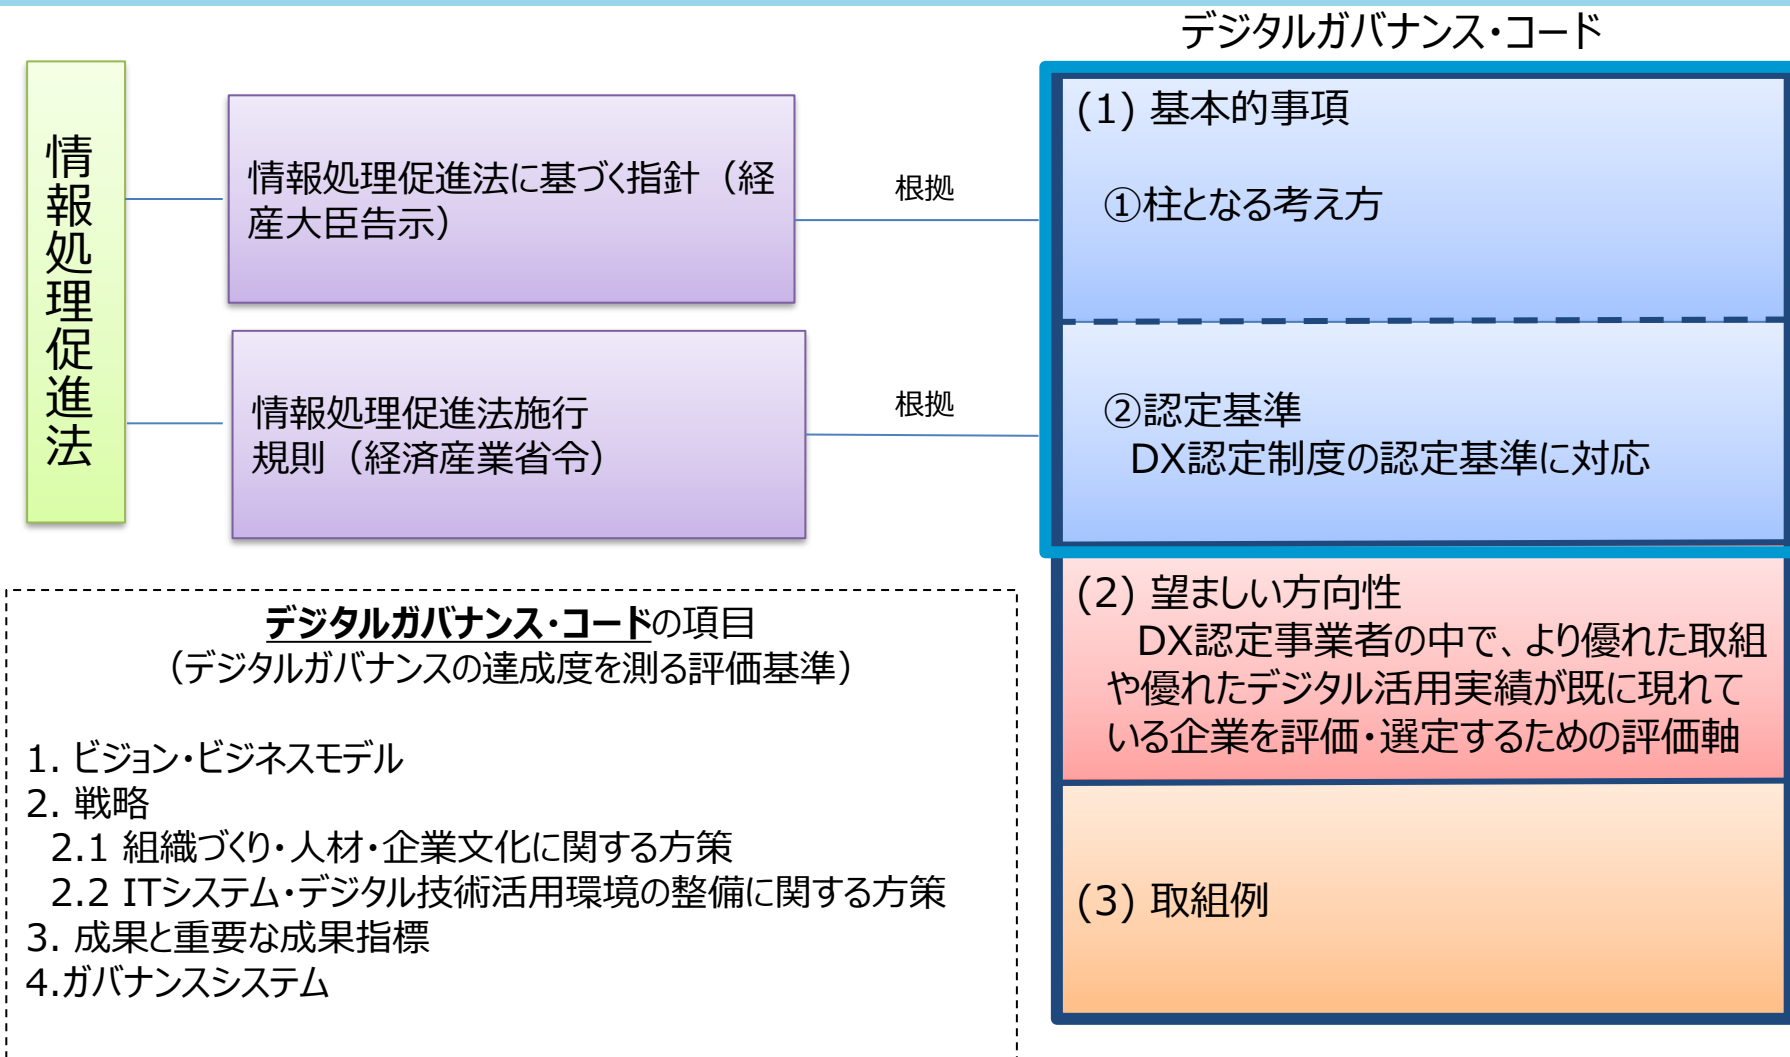 デジタルガバナンス・コード
情報処理促進法
情報処理促進法に基づく指針（経
産大臣告示）
根拠
(1) 基本的事項
①柱となる考え方
情報処理促進法施行
規則（経済産業省令）
根拠
②認定基準
DX認定制度の認定基準に対応
(2) 望ましい方向性
DX認定事業者の中で、より優れた取組
や優れたデジタル活用実績が既に現れて
いる企業を評価・選定するための評価軸
(3) 取組例
デジタルガバナンス・コードの項目
（デジタルガバナンスの達成度を測る評価基準）
1. ビジョン・ビジネスモデル
2. 戦略
2.1 組織づくり・人材・企業文化に関する方策
2.2 ITシステム・デジタル技術活用環境の整備に関する方策
3. 成果と重要な成果指標
4.ガバナンスシステム